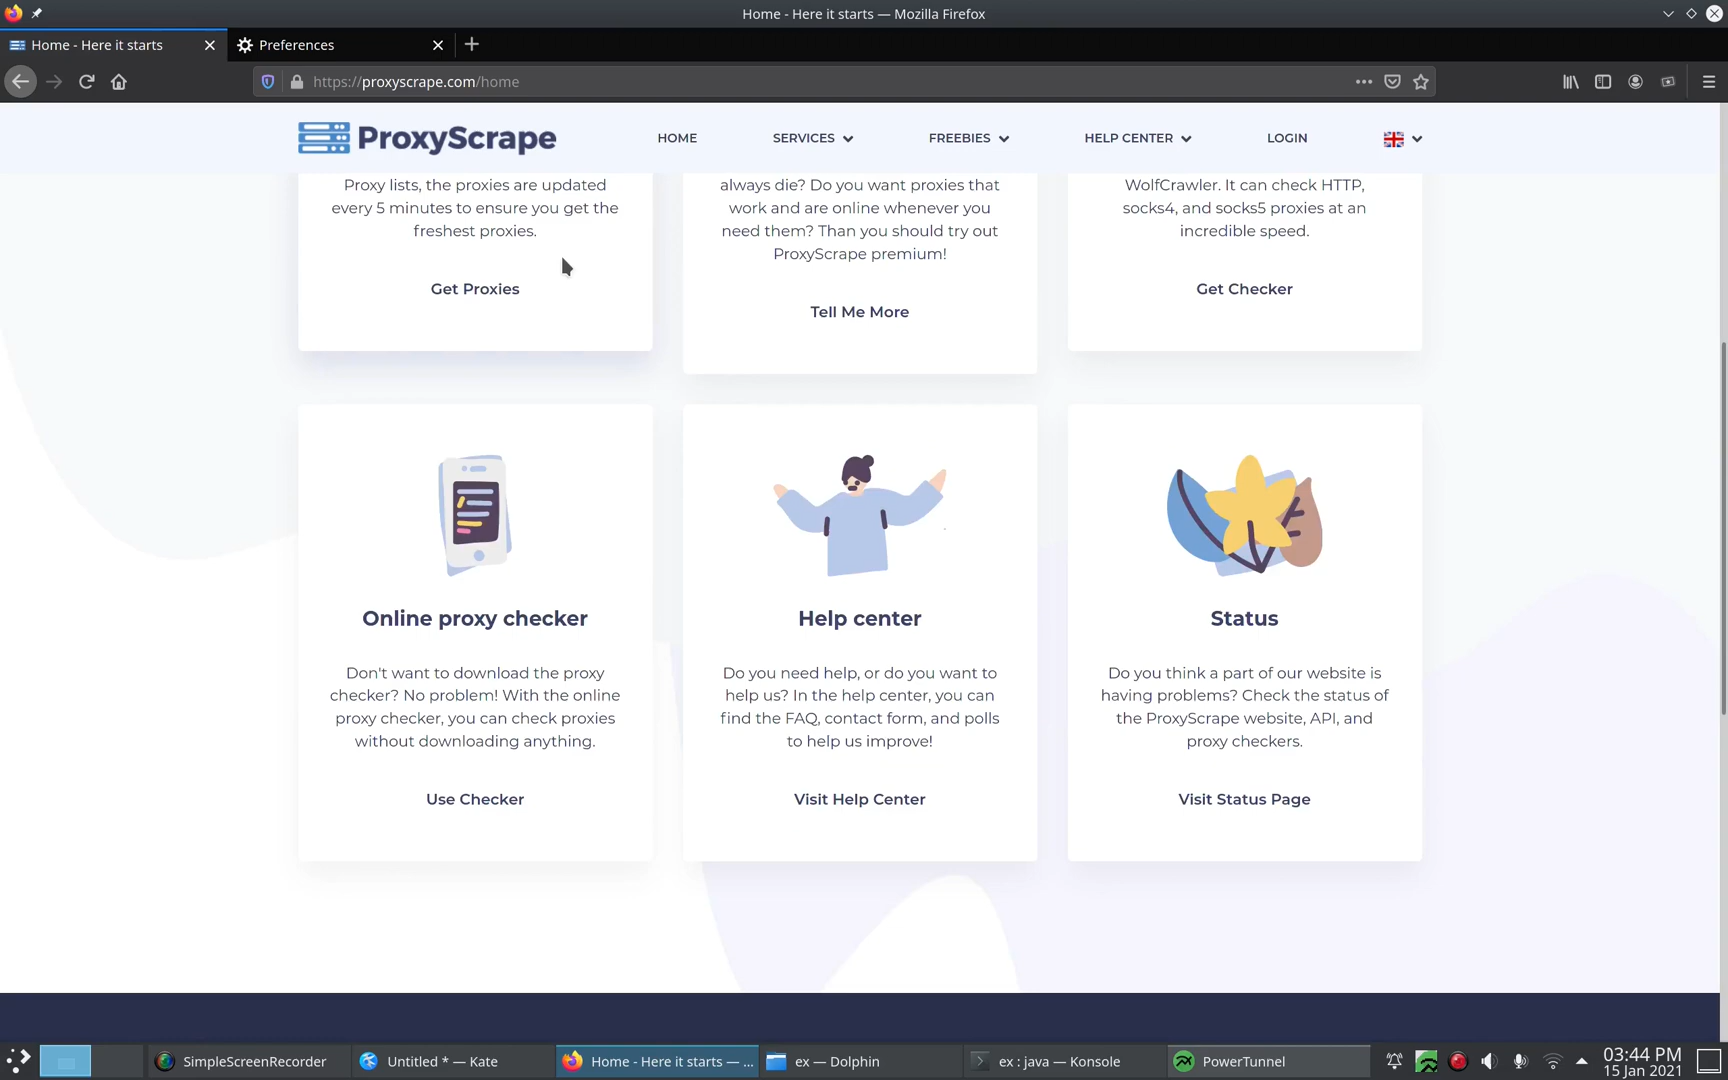 Home - Here it starts — Mozilla Firefox
Home - Here it starts
Preferences
https://proxyscrape.com/home
ProxyScrape
HOME
SERVICES
FREEBIES
HELP CENTER
LOGIN
Proxy lists, the proxies are updated
every 5 minutes to ensure you get the
freshest proxies.
Get Proxies
always die? Do you want proxies that
work and are online whenever you
need them? Than you should try out
ProxyScrape premium!
Tell Me More
WolfCrawler. It can check HTTP,
socks4, and socks5 proxies at an
incredible speed.
Get Checker
Online proxy checker
Don't want to download the proxy
checker? No problem! With the online
proxy checker, you can check proxies
without downloading anything.
Use Checker
Help center
Do you need help, or do you want to
help us? In the help center, you can
find the FAQ, contact form, and polls
to help us improve!
Visit Help Center
Status
Do you think a part of our website is
having problems? Check the status of
the ProxyScrape website, API, and
proxy checkers.
Visit Status Page
SimpleScreenRecorder
Untitled * — Kate
Home - Here it starts — ...
ex — Dolphin
ex : java — Konsole
PowerTunnel
03:44 PM
15 Jan 2021